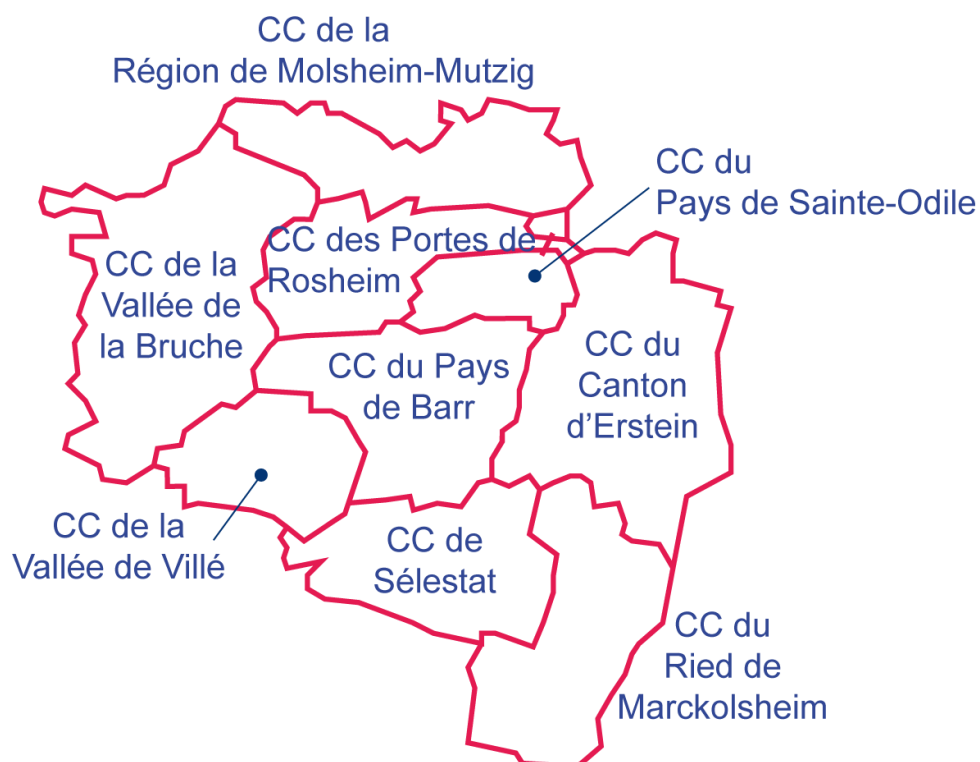 CC de la
Région de Molsheim-Mutzig
CC du
Pays de Sainte-Odile
CC des Portes de
Rosheim
CC de la
Vallée de
la Bruche
CC du Pays
de Barr
CC du
Canton
d’Erstein
CC de la
Vallée de Villé
CC de
Sélestat
CC du
Ried de
Marckolsheim